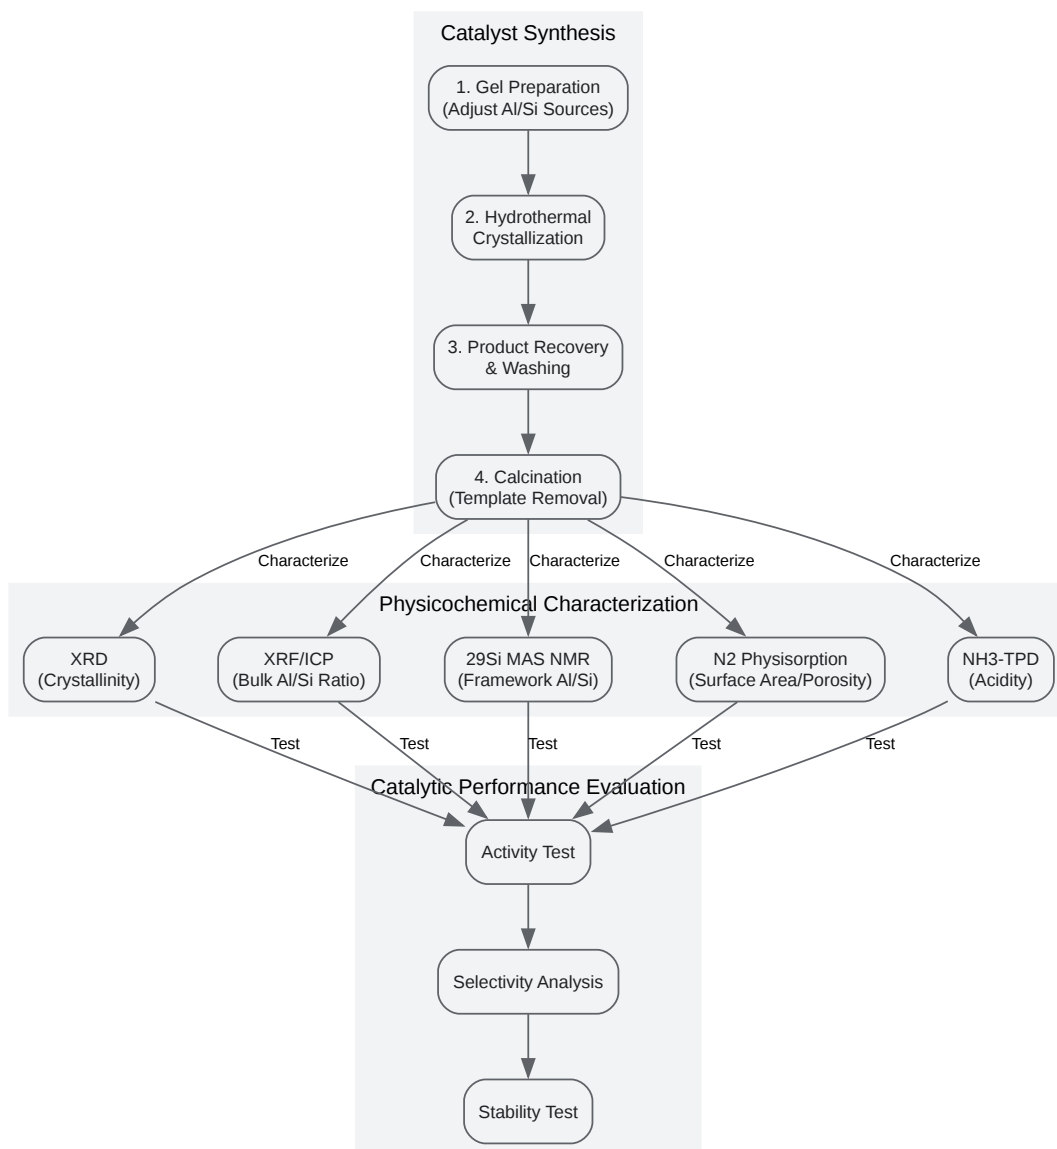 Catalyst Synthesis
1. Gel Preparation
(Adjust Al/Si Sources)
2. Hydrothermal
Crystallization
3. Product Recovery
& Washing
4. Calcination
(Template Removal)
Characterize
Characterize
Characterize
Characterize
Characterize
Physicochemical Characterization
XRD
(Crystallinity)
XRF/ICP
(Bulk Al/Si Ratio)
29Si MAS NMR
(Framework Al/Si)
N2 Physisorption
(Surface Area/Porosity)
NH3-TPD
(Acidity)
Test
Test
Test
Test
Test
Catalytic Performance Evaluation
Activity Test
Selectivity Analysis
Stability Test